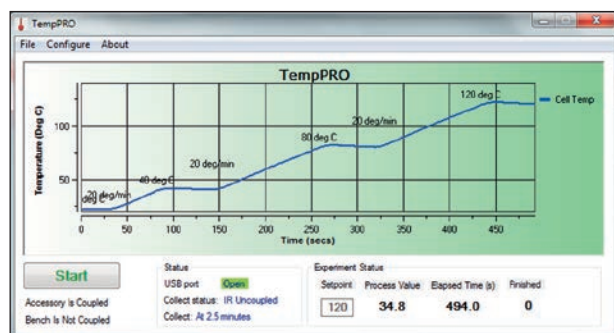 TempPRO
File Configure About
TempPRO
Temperature (Deg C)
100
50
deg C
20 deg/min
40 deg C
20 deg/min
80 deg C
20 deg/min
120 deg C
Cell Temp
0 50 100 150 200 250 300 350 400 450
Time (secs)
Start
Accessory Is Coupled
Bench Is Not Coupled
Status
USB port Open
Collect status: IR Uncoupled
Collect: At 2.5 minutes
Experiment Status
Setpoint Process Value Elapsed Time (s) Finished
120 34.8 494.0 0